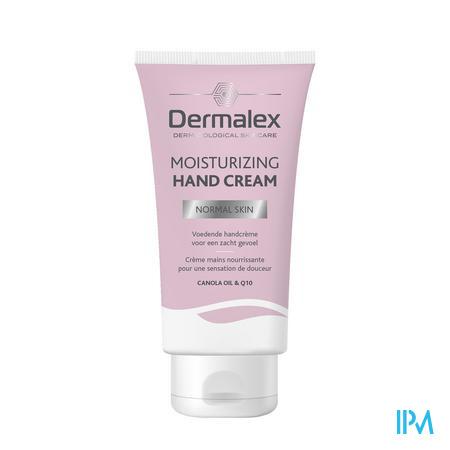 Dermalex
DERMATOLOGICAL SKINCARE
MOISTURIZING
HAND CREAM
NORMAL SKIN
Voedende handcrème
voor een zacht gevoel
Crème mains nourrissante
pour une sensation de douceur
CANOLA OIL & Q10
IPM